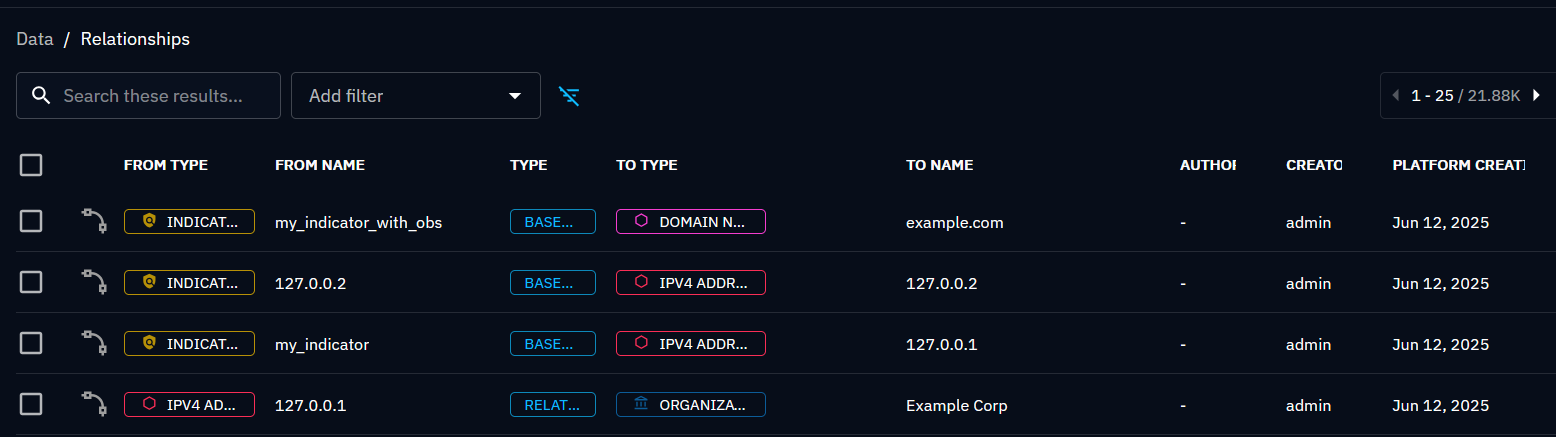 Data / Relationships
Search these results...
Add filter
1 - 25 / 21.88K
FROM TYPE FROM NAME TYPE TO TYPE TO NAME AUTHOR CREATO PLATFORM CREATI
INDICAT... my_indicator_with_obs BASE... DOMAIN N... example.com - admin Jun 12, 2025
INDICAT... 127.0.0.2 BASE... IPV4 ADDR... 127.0.0.2 - admin Jun 12, 2025
INDICAT... my_indicator BASE... IPV4 ADDR... 127.0.0.1 - admin Jun 12, 2025
IPV4 AD... 127.0.0.1 RELAT... ORGANIZA... Example Corp - admin Jun 12, 2025